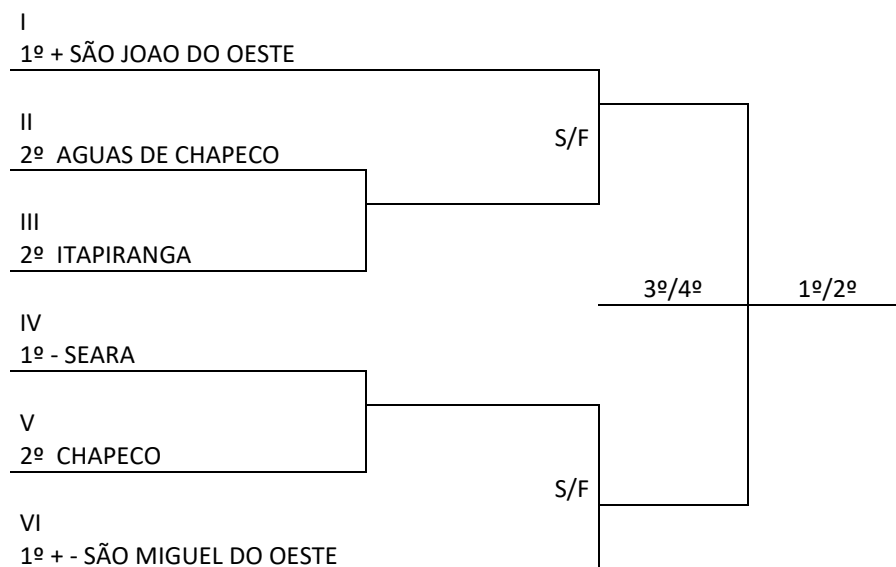 I
1º + SÃO JOAO DO OESTE
II
S/F
2º AGUAS DE CHAPECO
III
2º ITAPIRANGA
3º/4º
1º/2º
IV
1º - SEARA
V
2º CHAPECO
S/F
VI
1º + - SÃO MIGUEL DO OESTE